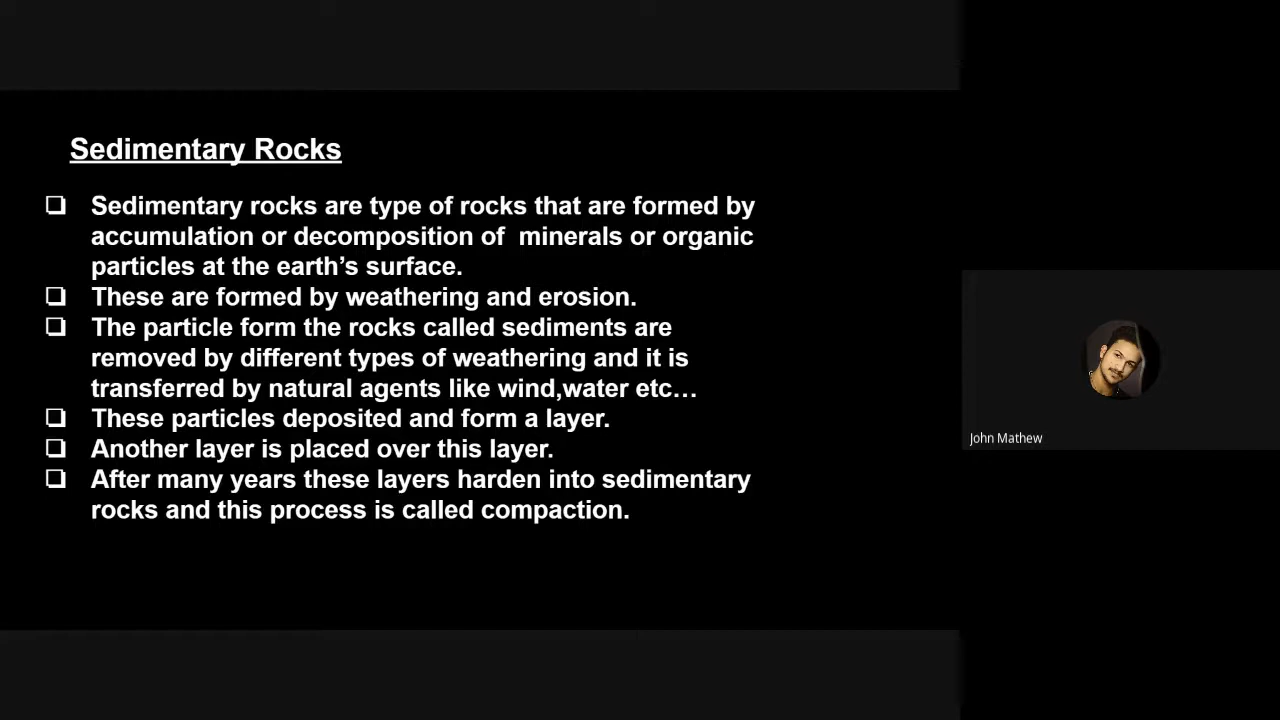 Sedimentary Rocks
❏ Sedimentary rocks are type of rocks that are formed by
accumulation or decomposition of  minerals or organic
particles at the earth’s surface.
❏ These are formed by weathering and erosion.
❏ The particle form the rocks called sediments are
removed by different types of weathering and it is
transferred by natural agents like wind,water etc…
❏ These particles deposited and form a layer.
❏ Another layer is placed over this layer.
❏ After many years these layers harden into sedimentary
rocks and this process is called compaction.
John Mathew